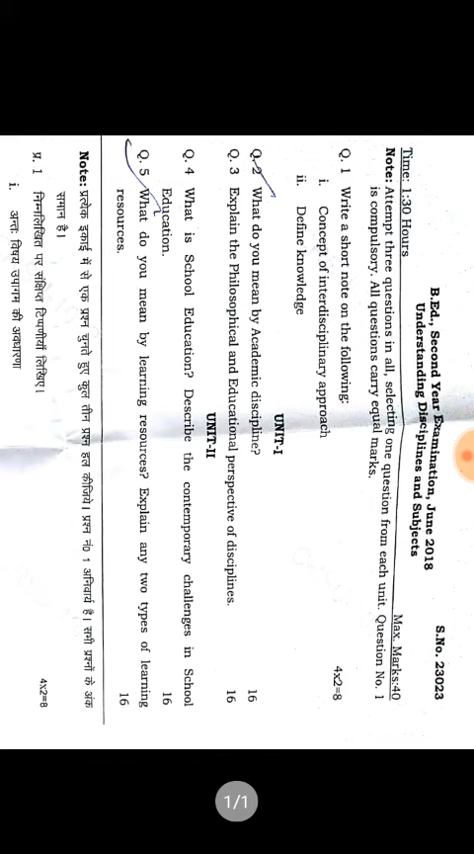 B.Ed., Second Year Examination, June 2018
Understanding Disciplines and Subjects
S.No. 23023
Time: 1:30 Hours Max. Marks:40
Note: Attempt three questions in all, selecting one question from each unit. Question No. 1
is compulsory. All questions carry equal marks.
Q. 1 Write a short note on the following: 4x2=8
i. Concept of interdisciplinary approach
ii. Define knowledge
UNIT-I
Q. 2 What do you mean by Academic discipline? 16
Q. 3 Explain the Philosophical and Educational perspective of disciplines. 16
UNIT-II
Q. 4 What is School Education? Describe the contemporary challenges in School
Education. 16
Q. 5 What do you mean by learning resources? Explain any two types of learning
resources. 16
Note: प्रत्येक इकाई में से एक प्रश्न चुनते हुए कुल तीन प्रश्न हल कीजिये। प्रश्न नं0 1 अनिवार्य है। सभी प्रश्नों के अंक
समान है।
प्र. 1 निम्नलिखित पर संक्षिप्त टिप्पणीयाँ लिखिए। 4x2=8
i. अन्तः विषय उपागम की अवधारणा
1/1